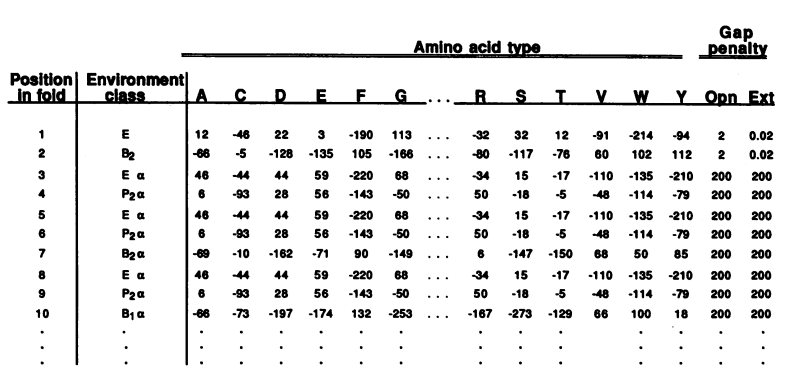 Gap
Amino acid type penalty
Position Environment
in fold class A C D E F G ... R S T V W Y Opn Ext
1 E 12 -46 22 3 -190 113 ... -32 32 12 -91 -214 -94 2 0.02
2 B2 -66 -5 -128 -135 105 -166 ... -80 -117 -76 60 102 112 2 0.02
3 E α 46 -44 44 59 -220 68 ... -34 15 -17 -110 -135 -210 200 200
4 P2α 6 -93 28 56 -143 -50 ... 50 -18 -5 -48 -114 -79 200 200
5 E α 46 -44 44 59 -220 68 ... -34 15 -17 -110 -135 -210 200 200
6 P2α 6 -93 28 56 -143 -50 ... 50 -18 -5 -48 -114 -79 200 200
7 B2α -69 -10 -162 -71 90 -149 ... 6 -147 -150 68 50 85 200 200
8 E α 46 -44 44 59 -220 68 ... -34 15 -17 -110 -135 -210 200 200
9 P2α 6 -93 28 56 -143 -50 ... 50 -18 -5 -48 -114 -79 200 200
10 B1α -66 -73 -197 -174 132 -253 ... -167 -273 -129 66 100 18 200 200
. . . . . . . . . . . . . . . .
. . . . . . . . . . . . . . . .
. . . . . . . . . . . . . . . .